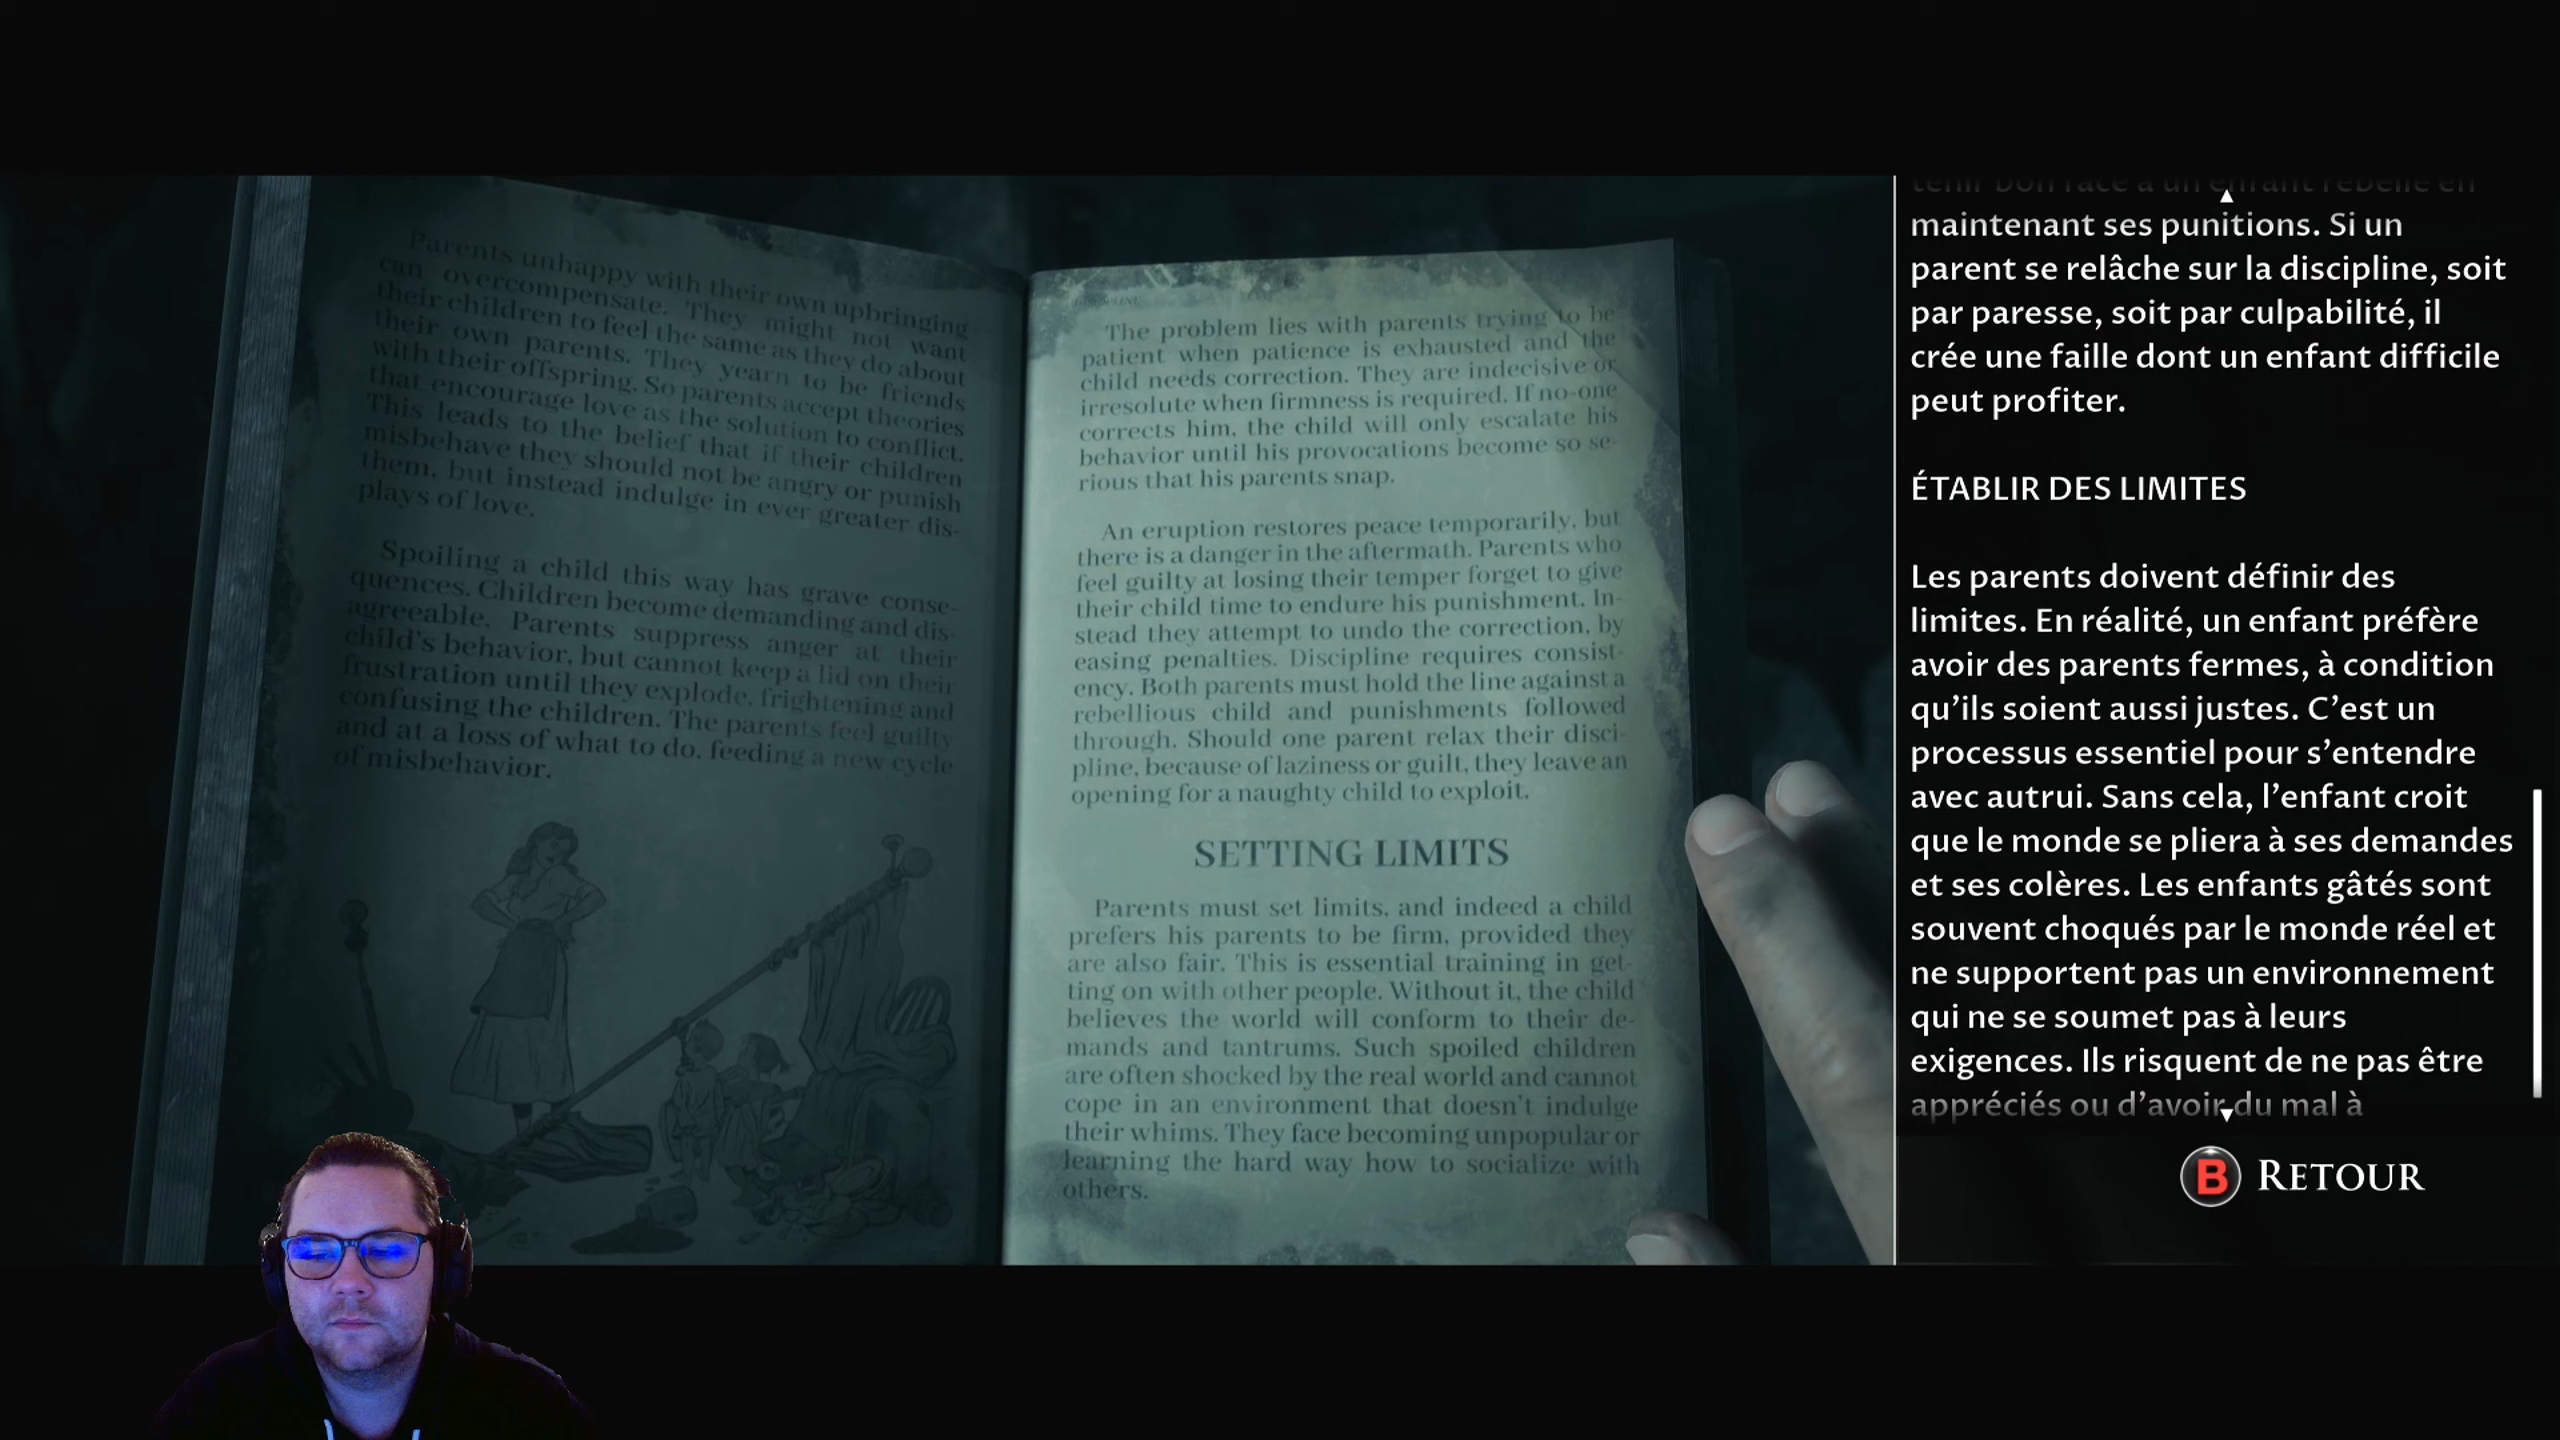 Parents unhappy with their own upbringing
can overcompensate. They might not want
their children to feel the same as they do about
their own parents. They yearn to be friends
with their offspring. So parents accept theories
that encourage love as the solution to conflict.
This leads to the belief that if their children
misbehave they should not be angry or punish
them, but instead indulge in ever greater dis-
plays of love.
Spoiling a child this way has grave conse-
quences. Children become demanding and dis-
agreeable. Parents suppress anger at their
child's behavior, but cannot keep a lid on their
frustration until they explode, frightening and
confusing the children. The parents feel guilty
and at a loss of what to do, feeding a new cycle
of misbehavior.
The problem lies with parents trying to be
patient when patience is exhausted and the
child needs correction. They are indecisive or
irresolute when firmness is required. If no-one
corrects him, the child will only escalate his
behavior until his provocations become so se-
rious that his parents snap.
An eruption restores peace temporarily, but
there is a danger in the aftermath. Parents who
feel guilty at losing their temper forget to give
their child time to endure his punishment. In-
stead they attempt to undo the correction, by
easing penalties. Discipline requires consist-
ency. Both parents must hold the line against a
rebellious child and punishments followed
through. Should one parent relax their disci-
pline, because of laziness or guilt, they leave an
opening for a naughty child to exploit.
SETTING LIMITS
Parents must set limits, and indeed a child
prefers his parents to be firm, provided they
are also fair. This is essential training in get-
ting on with other people. Without it, the child
believes the world will conform to their de-
mands and tantrums. Such spoiled children
are often shocked by the real world and cannot
cope in an environment that doesn't indulge
their whims. They face becoming unpopular or
learning the hard way how to socialize with
others.
tenir bon face à un enfant rebelle en
maintenant ses punitions. Si un
parent se relâche sur la discipline, soit
par paresse, soit par culpabilité, il
crée une faille dont un enfant difficile
peut profiter.
ÉTABLIR DES LIMITES
Les parents doivent définir des
limites. En réalité, un enfant préfère
avoir des parents fermes, à condition
qu'ils soient aussi justes. C'est un
processus essentiel pour s'entendre
avec autrui. Sans cela, l'enfant croit
que le monde se pliera à ses demandes
et ses colères. Les enfants gâtés sont
souvent choqués par le monde réel et
ne supportent pas un environnement
qui ne se soumet pas à leurs
exigences. Ils risquent de ne pas être
appréciés ou d'avoir du mal à
B RETOUR